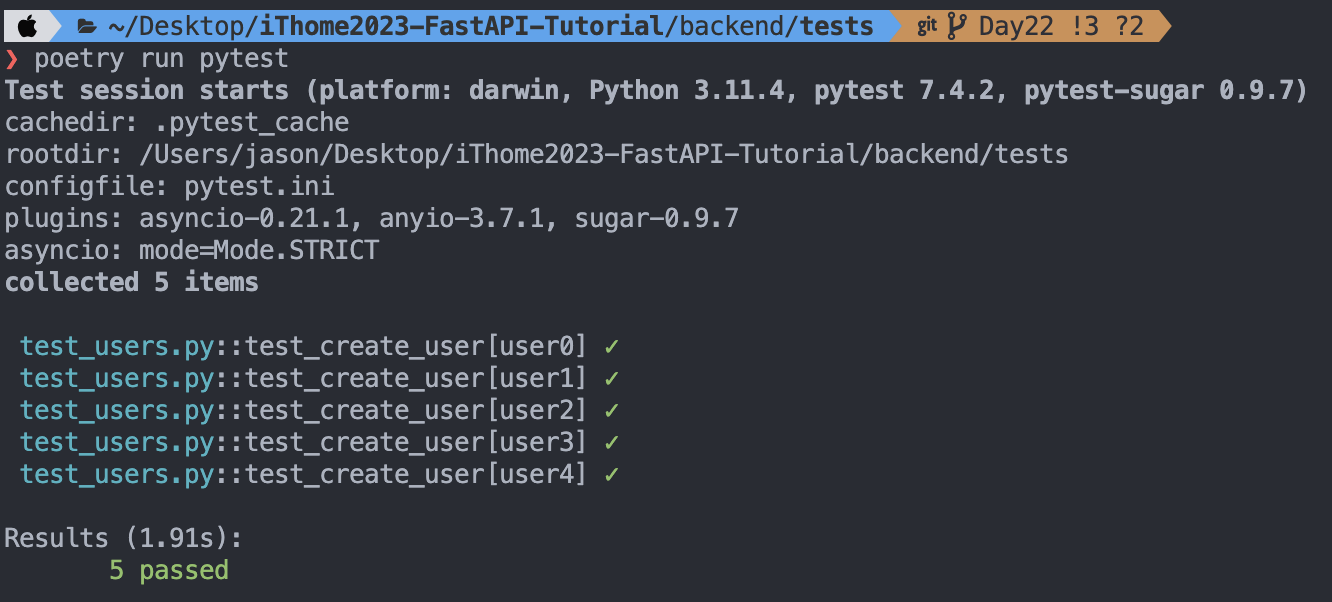 ~/Desktop/iThome2023-FastAPI-Tutorial/backend/tests git Day22 !3 ?2
❯ poetry run pytest
Test session starts (platform: darwin, Python 3.11.4, pytest 7.4.2, pytest-sugar 0.9.7)
cachedir: .pytest_cache
rootdir: /Users/jason/Desktop/iThome2023-FastAPI-Tutorial/backend/tests
configfile: pytest.ini
plugins: asyncio-0.21.1, anyio-3.7.1, sugar-0.9.7
asyncio: mode=Mode.STRICT
collected 5 items
test_users.py::test_create_user[user0] ✓
test_users.py::test_create_user[user1] ✓
test_users.py::test_create_user[user2] ✓
test_users.py::test_create_user[user3] ✓
test_users.py::test_create_user[user4] ✓
Results (1.91s):
5 passed